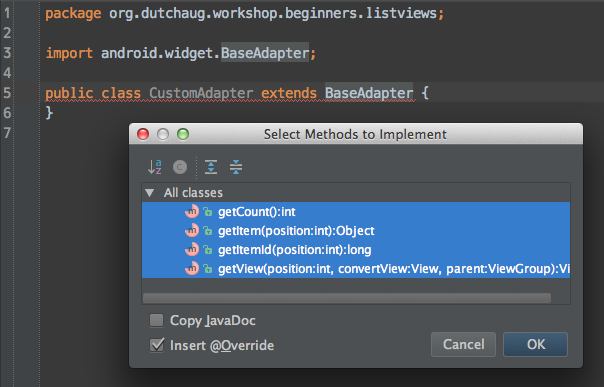 1 package org.dutchaug.workshop.beginners.listviews;
2
3 import android.widget.BaseAdapter;
4
5 public class CustomAdapter extends BaseAdapter {
6 }
7
Select Methods to Implement
a
z
C
All classes
m getCount():int
m getItem(position:int):Object
m getItemId(position:int):long
m getView(position:int, convertView:View, parent:ViewGroup):Vi
Copy JavaDoc
Insert @Override
Cancel
OK